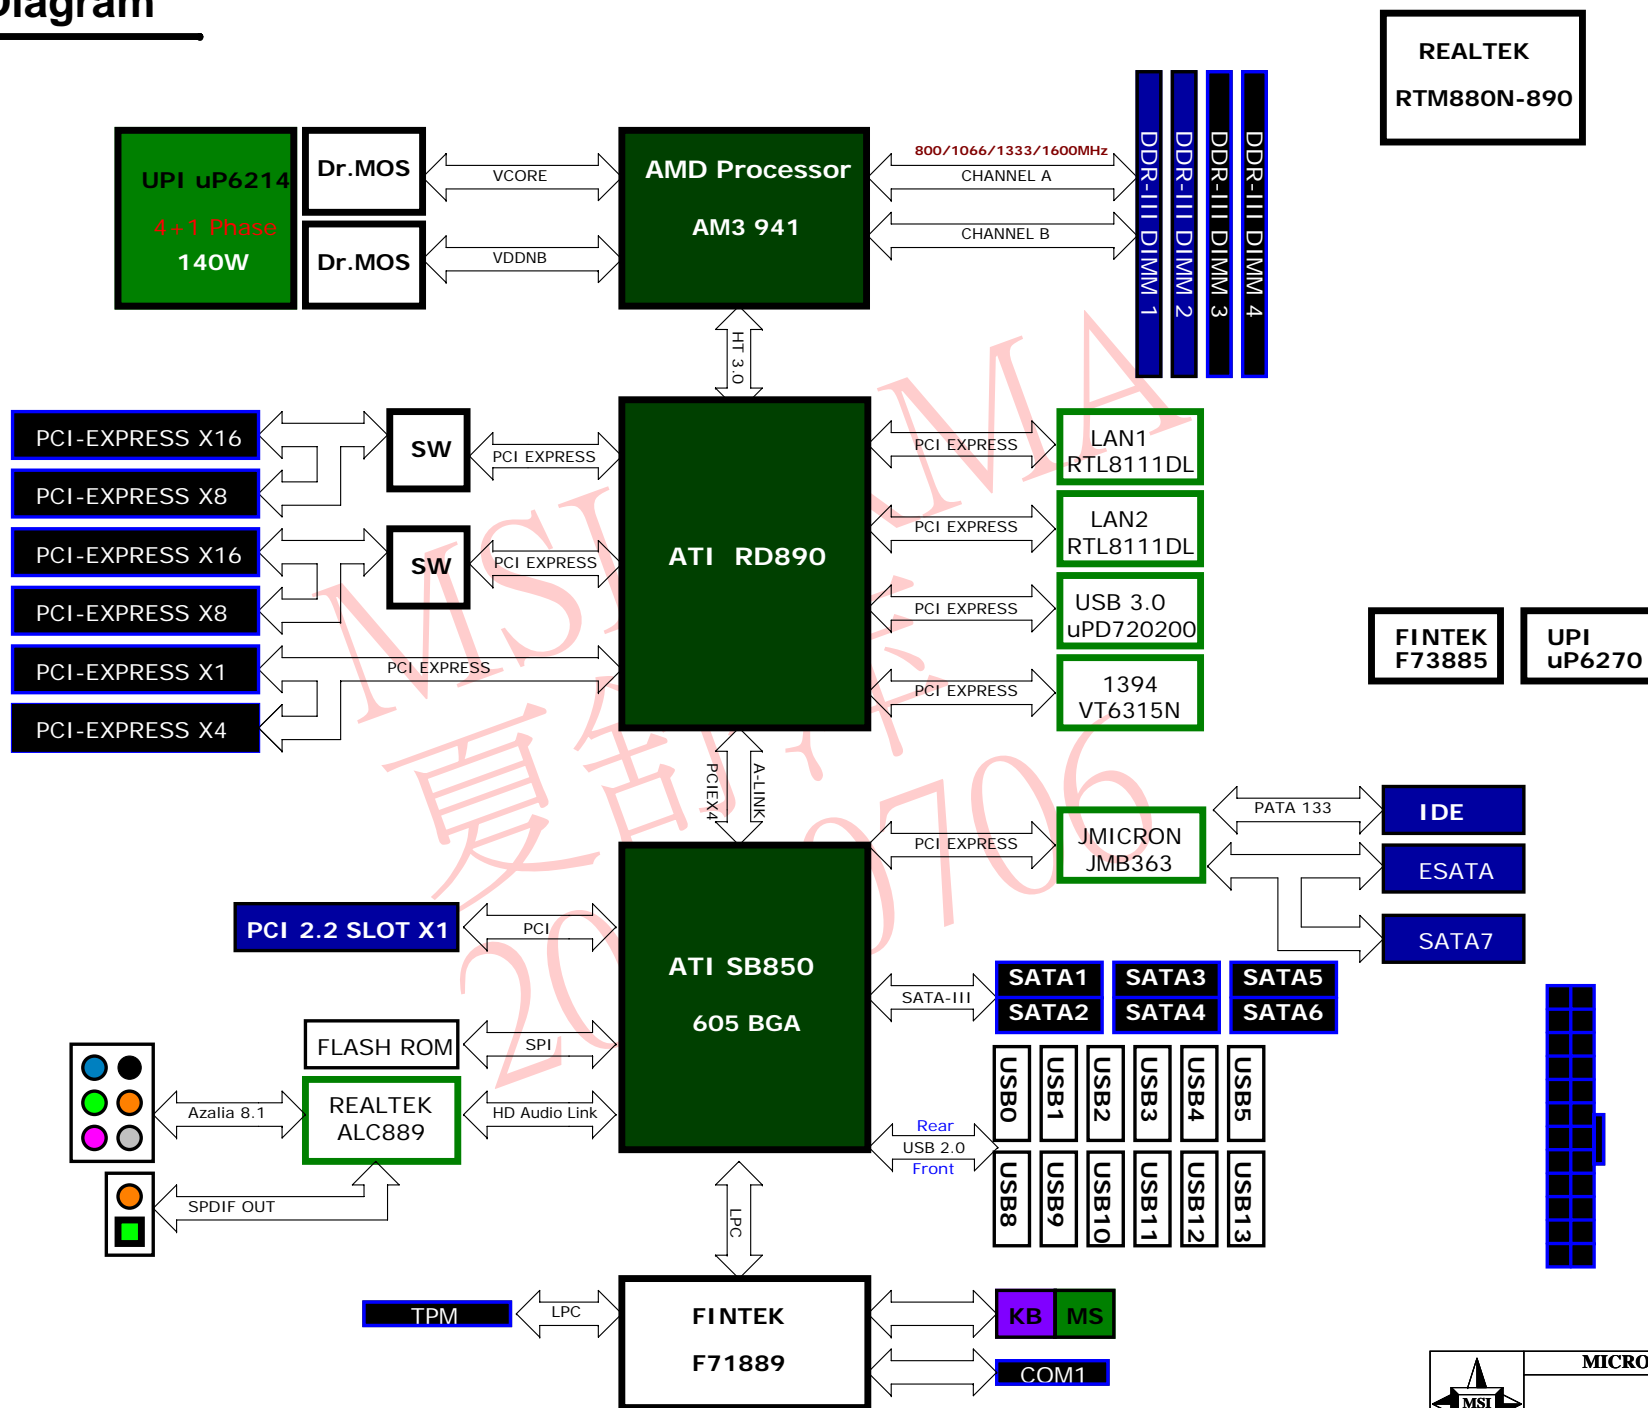 Diagram
REALTEK
RTM880N-890
UPI uP6214
4+1 Phase
140W
Dr.MOS
Dr.MOS
VCORE
VDDNB
AMD Processor
AM3 941
800/1066/1333/1600MHz
CHANNEL A
CHANNEL B
DDR-III DIMM 1
DDR-III DIMM 2
DDR-III DIMM 3
DDR-III DIMM 4
HT 3.0
PCI-EXPRESS X16
PCI-EXPRESS X8
PCI-EXPRESS X16
PCI-EXPRESS X8
PCI-EXPRESS X1
PCI-EXPRESS X4
SW
SW
PCI EXPRESS
PCI EXPRESS
PCI EXPRESS
ATI RD890
PCI EXPRESS
PCI EXPRESS
PCI EXPRESS
PCI EXPRESS
LAN1
RTL8111DL
LAN2
RTL8111DL
USB 3.0
uPD720200
1394
VT6315N
FINTEK
F73885
UPI
uP6270
PCIEX4
A-LINK
PCI EXPRESS
JMICRON
JMB363
PATA 133
IDE
ESATA
SATA7
PCI 2.2 SLOT X1
PCI
ATI SB850
605 BGA
SATA-III
SATA1
SATA3
SATA5
SATA2
SATA4
SATA6
FLASH ROM
SPI
REALTEK
ALC889
Azalia 8.1
HD Audio Link
SPDIF OUT
Rear
USB 2.0
Front
USB0
USB1
USB2
USB3
USB4
USB5
USB8
USB9
USB10
USB11
USB12
USB13
LPC
TPM
LPC
FINTEK
F71889
KB
MS
COM1
MICRO
MSI